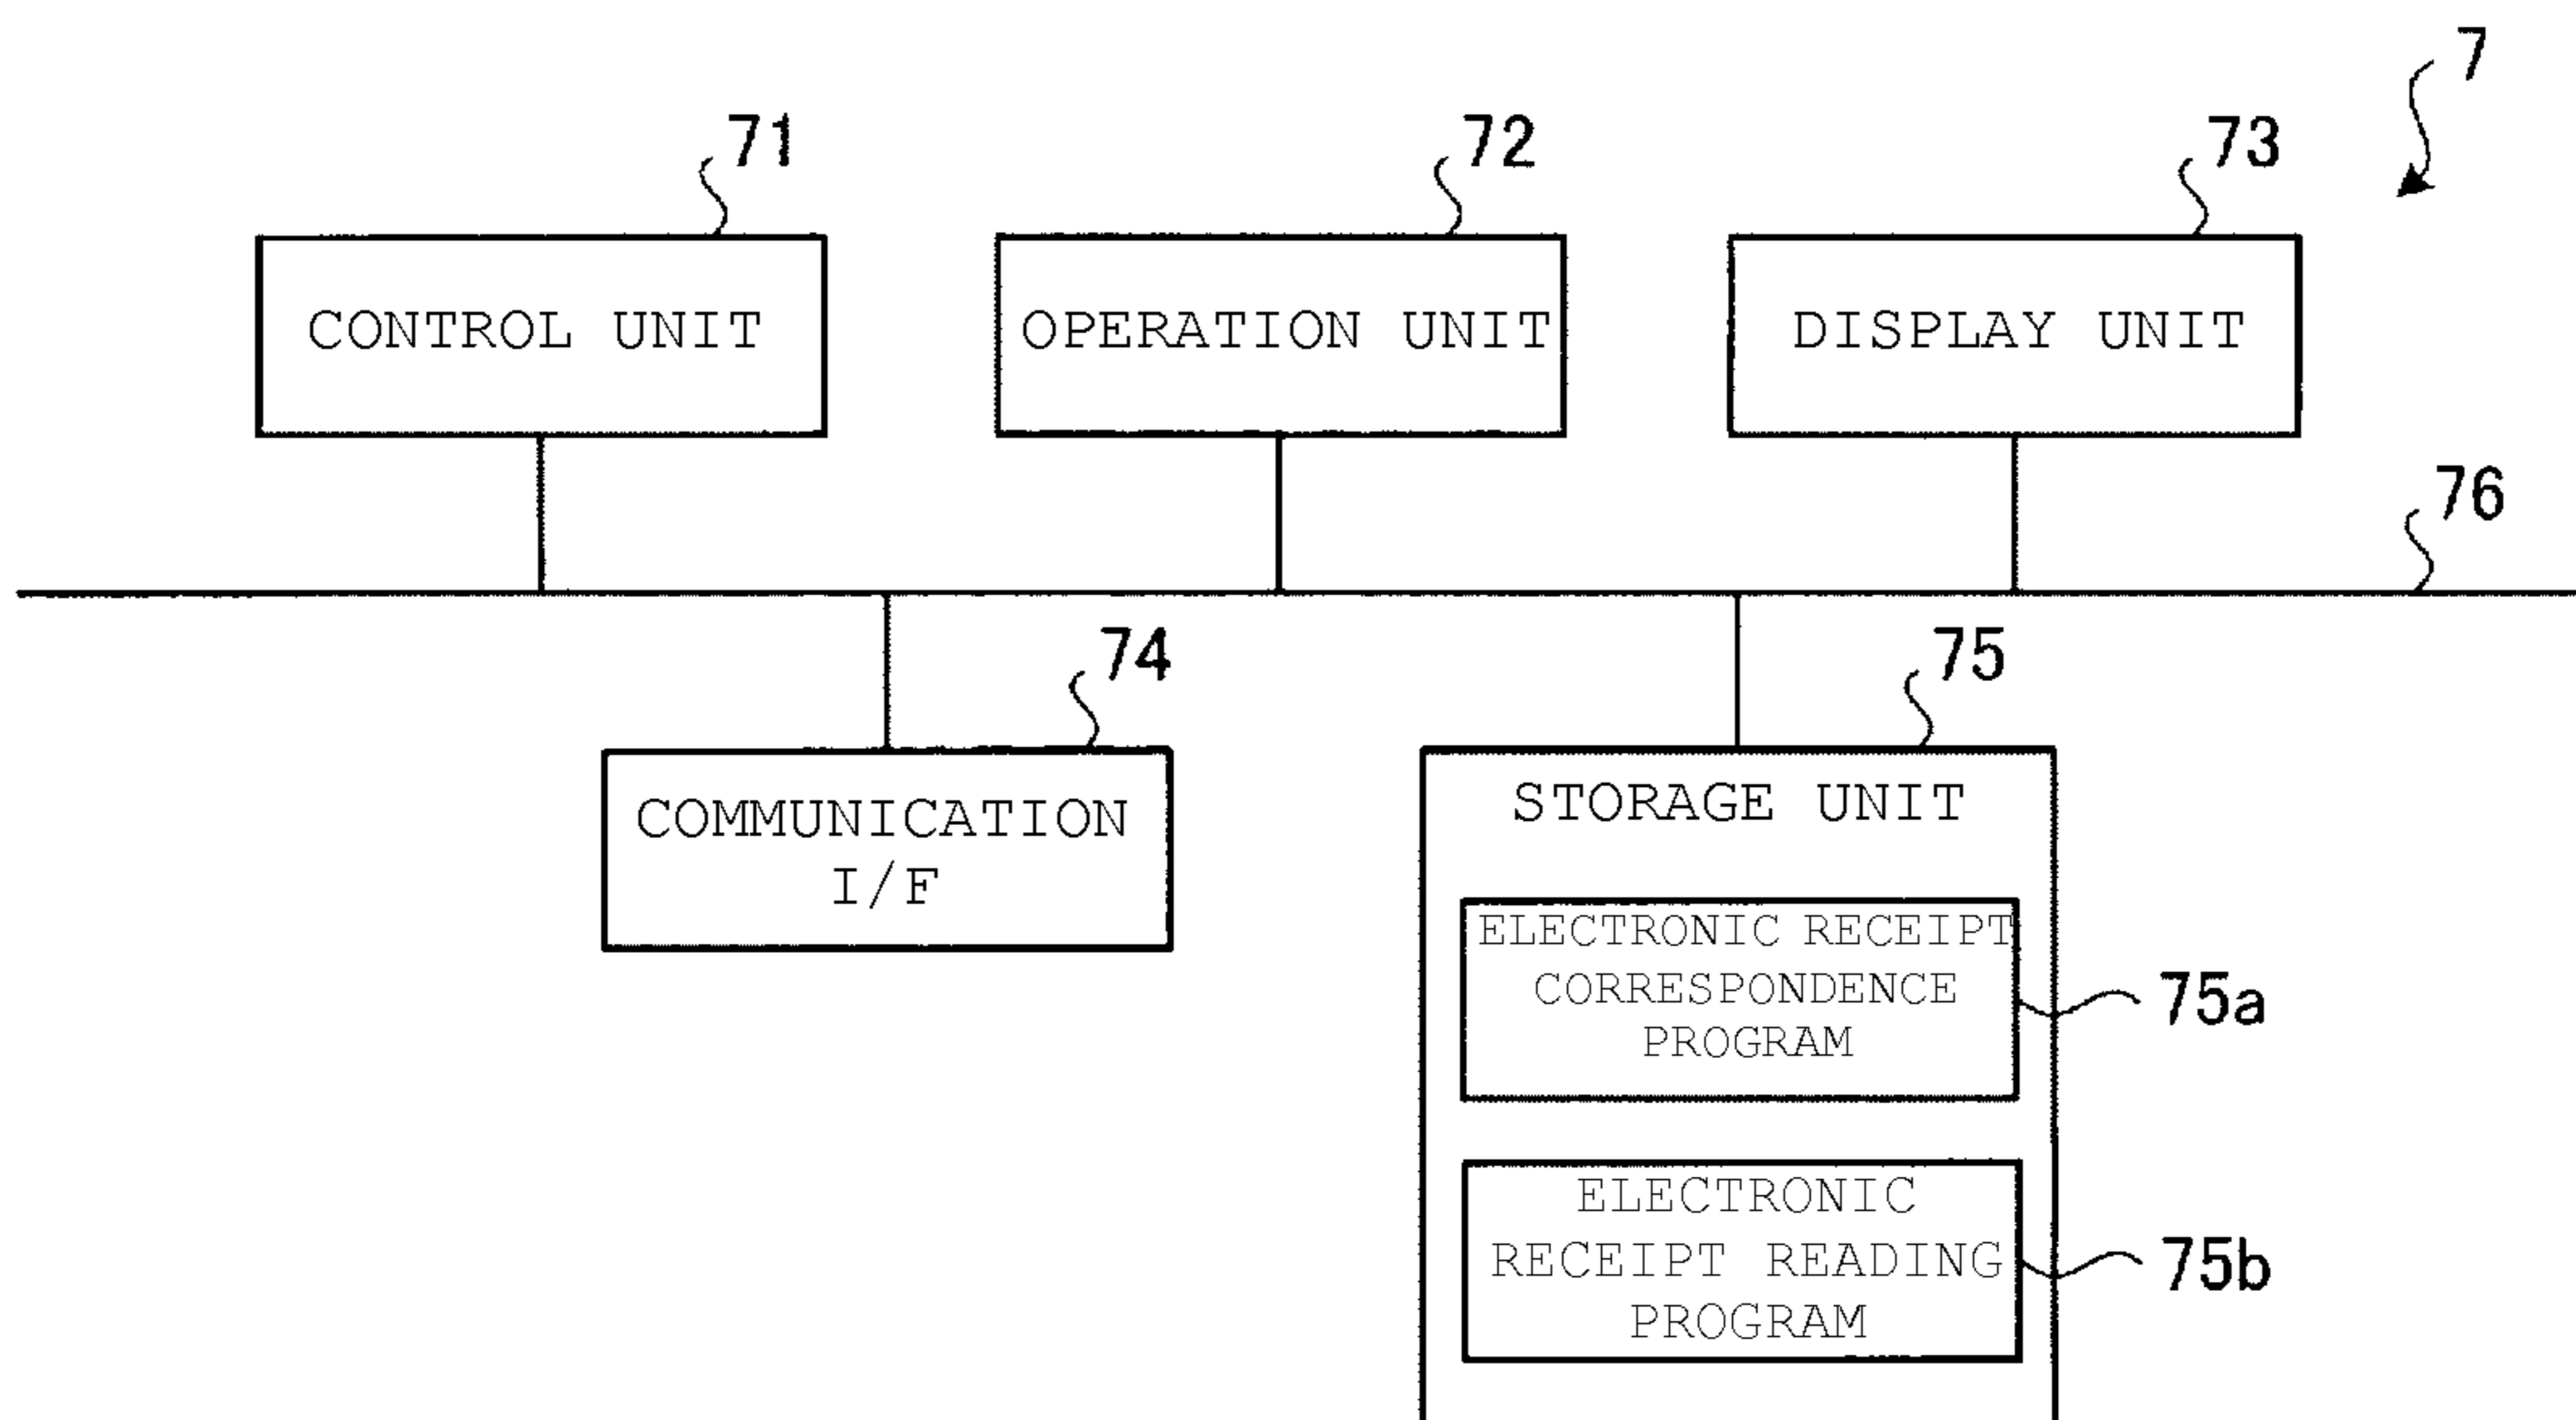 7
71
72
73
CONTROL UNIT
OPERATION UNIT
DISPLAY UNIT
76
74
75
COMMUNICATION
I/F
STORAGE UNIT
ELECTRONIC RECEIPT
CORRESPONDENCE
PROGRAM
75a
ELECTRONIC
RECEIPT READING
PROGRAM
75b